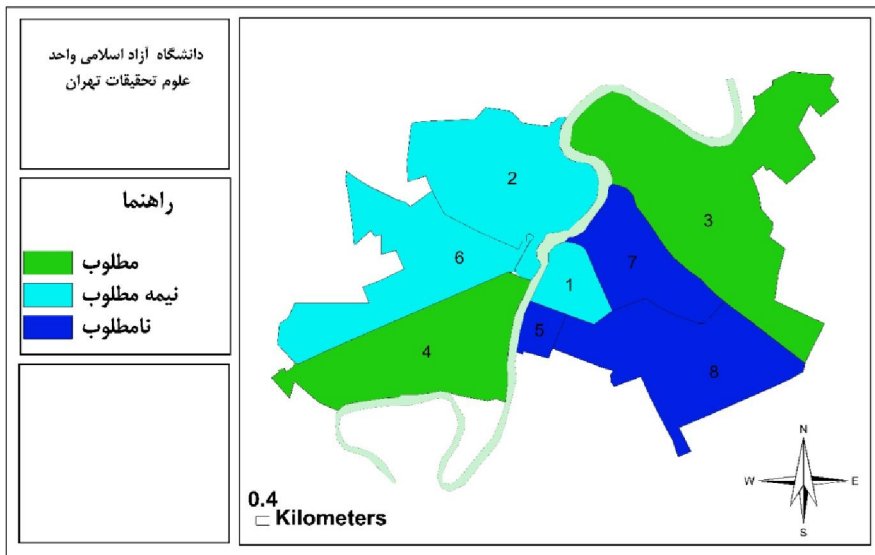 دانشگاه آزاد اسلامی واحد
علوم تحقیقات تهران
راهنما
مطلوب
نیمه مطلوب
نامطلوب
2
3
6
7
1
4
5
8
N
W E
S
0.4
Kilometers